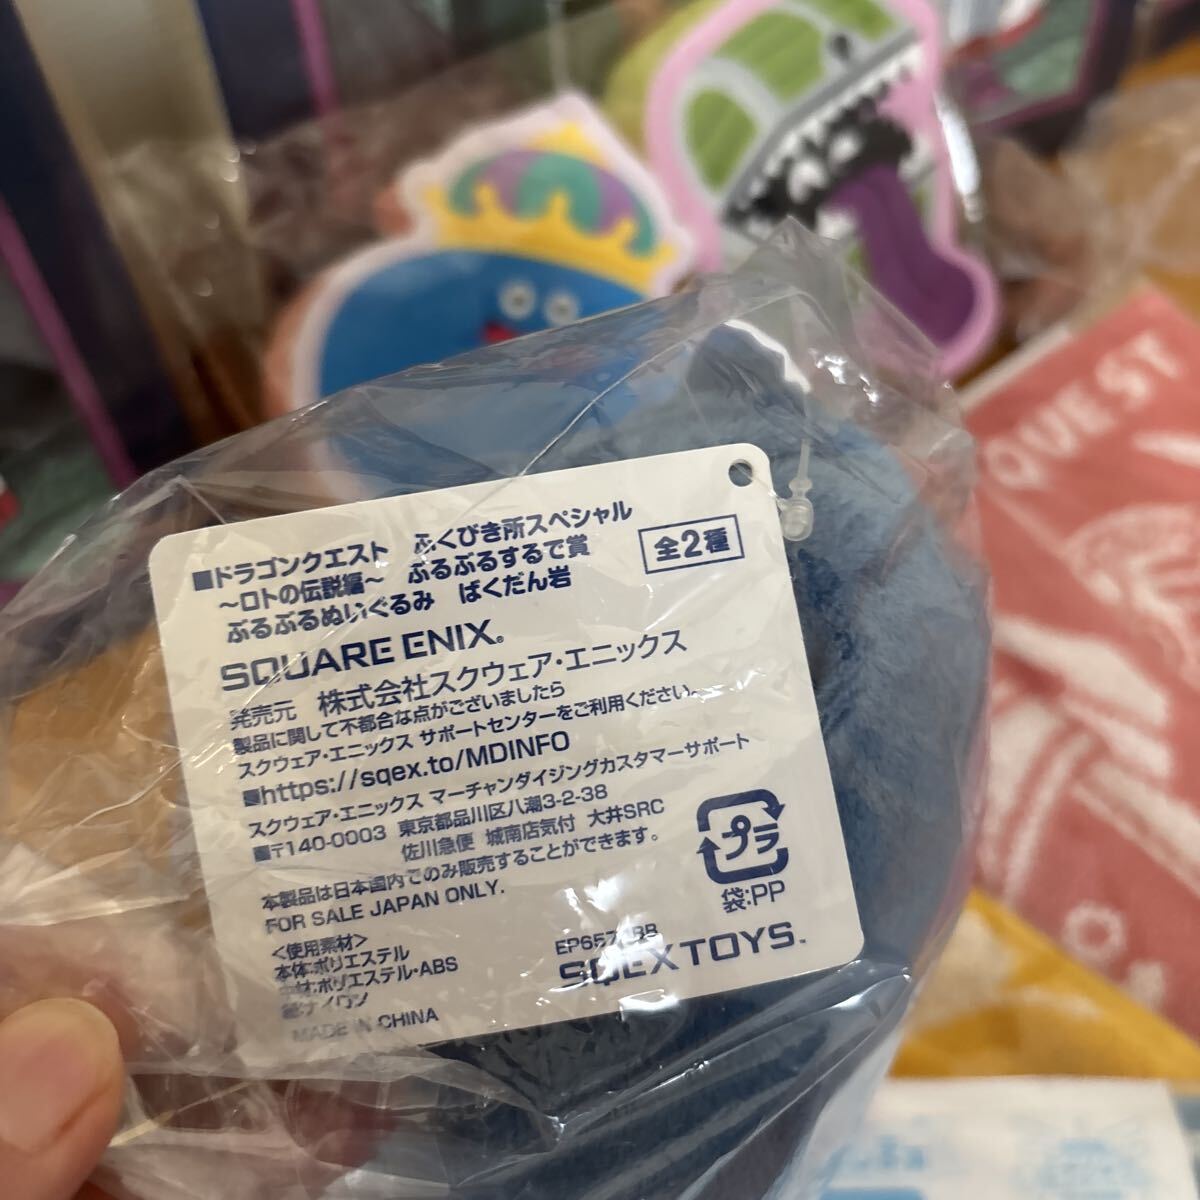 ■ドラゴンクエスト ふくびき所スペシャル
～ロトの伝説編～ ぶるぶるするで賞
ぶるぶるぬいぐるみ ばくだん岩
全2種
SQUARE ENIX®
発売元 株式会社スクウェア・エニックス
製品に関して不都合な点がございましたら
スクウェア・エニックス サポートセンターをご利用ください。
■https://sqex.to/MDINFO
スクウェア・エニックス マーチャンダイジングカスタマーサポート
■〒140-0003 東京都品川区八潮3-2-38
佐川急便 城南店気付 大井SRC
本製品は日本国内でのみ販売することができます。
FOR SALE JAPAN ONLY.
<使用素材>
本体:ポリエステル
ポリエステル・ABS
ナイロン
MADE IN CHINA
プラ
袋:PP
SQEX TOYS.
QUEST